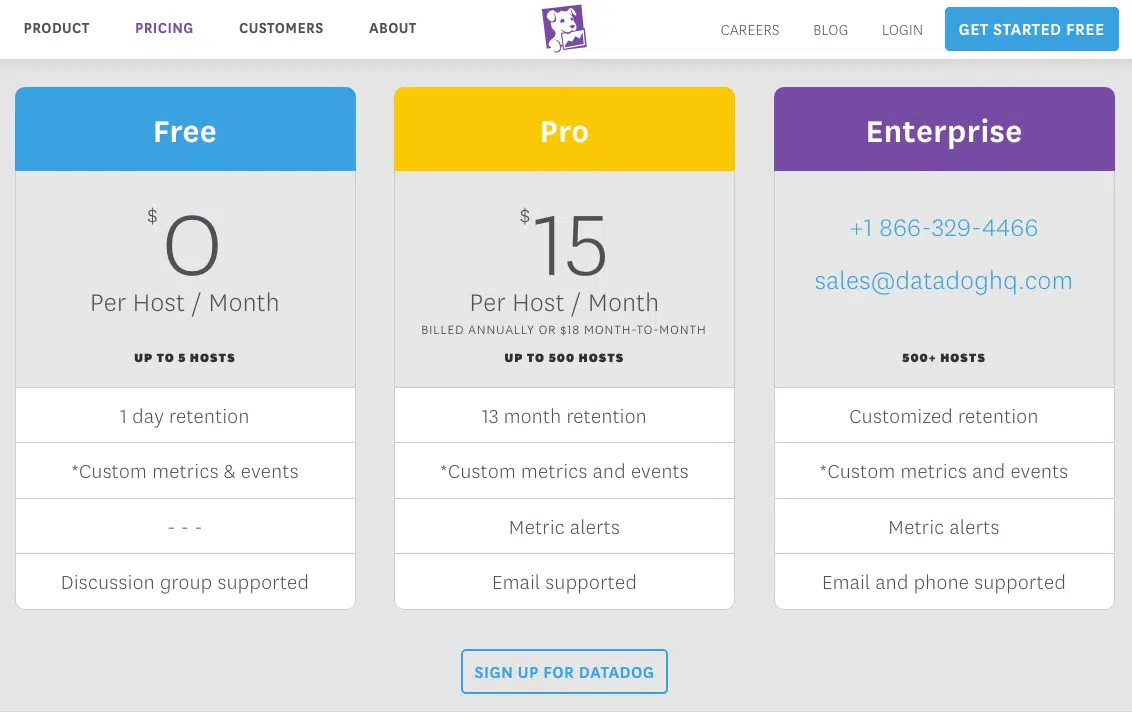 PRODUCT PRICING CUSTOMERS ABOUT CAREERS BLOG LOGIN GET STARTED FREE
Free
$0
Per Host / Month
UP TO 5 HOSTS
1 day retention
*Custom metrics & events
- - -
Discussion group supported
Pro
$15
Per Host / Month
BILLED ANNUALLY OR $18 MONTH-TO-MONTH
UP TO 500 HOSTS
13 month retention
*Custom metrics and events
Metric alerts
Email supported
Enterprise
+1 866-329-4466
sales@datadoghq.com
500+ HOSTS
Customized retention
*Custom metrics and events
Metric alerts
Email and phone supported
SIGN UP FOR DATADOG